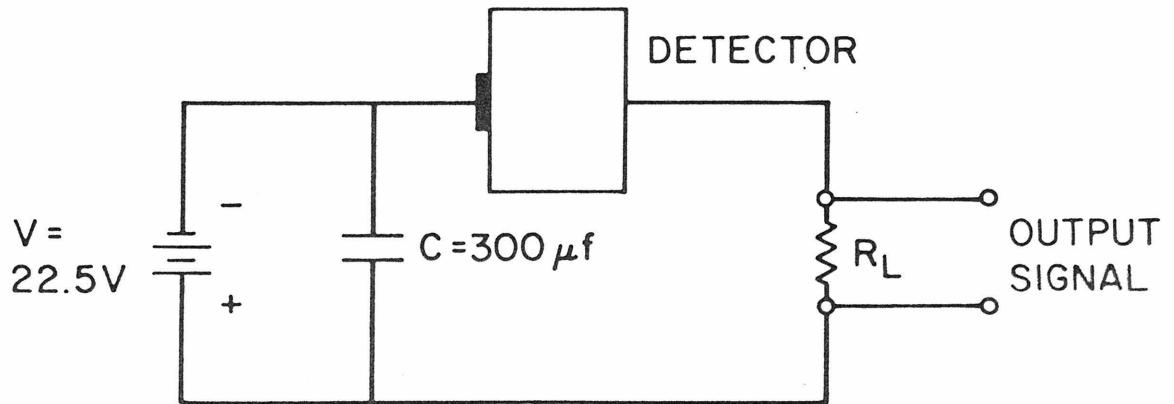 DETECTOR
-
V =
22.5V
+
C = 300 μf
R_L
OUTPUT
SIGNAL